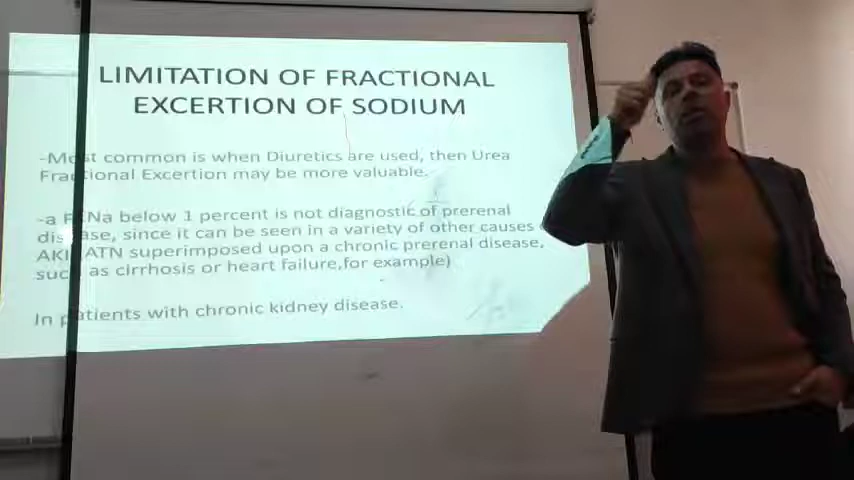 LIMITATION OF FRACTIONAL
EXCERTION OF SODIUM
-Most common is when Diuretics are used, then Urea
Fractional Excertion may be more valuable.
-a FENa below 1 percent is not diagnostic of prerenal
disease, since it can be seen in a variety of other causes
AKI ATN superimposed upon a chronic prerenal disease,
such as cirrhosis or heart failure,for example)
In patients with chronic kidney disease.